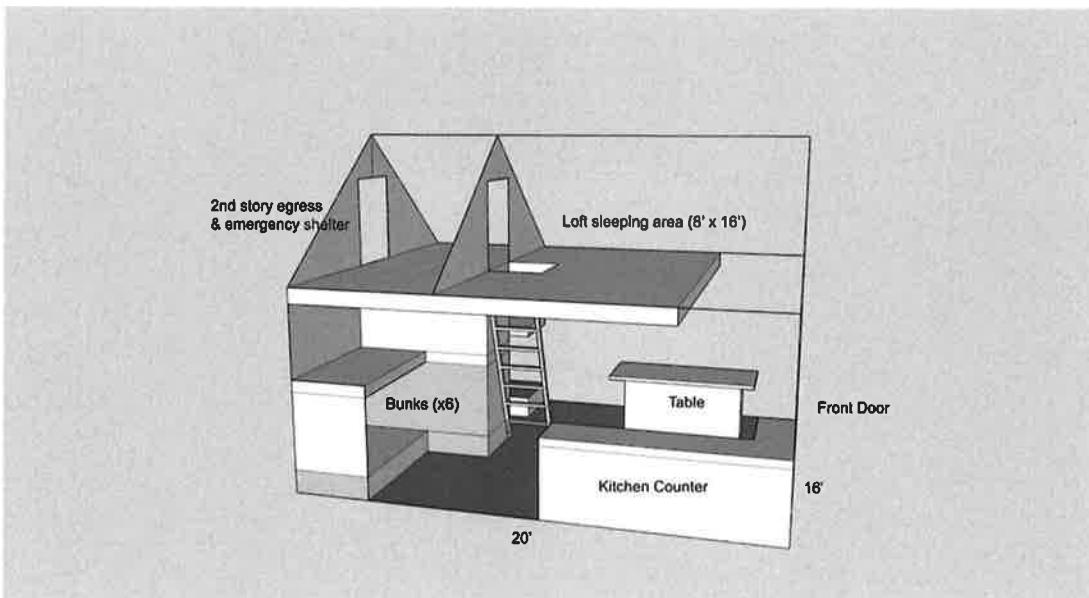 2nd story egress
& emergency shelter
Loft sleeping area (8' x 16')
Bunks (x6)
Table
Front Door
Kitchen Counter
16'
20'